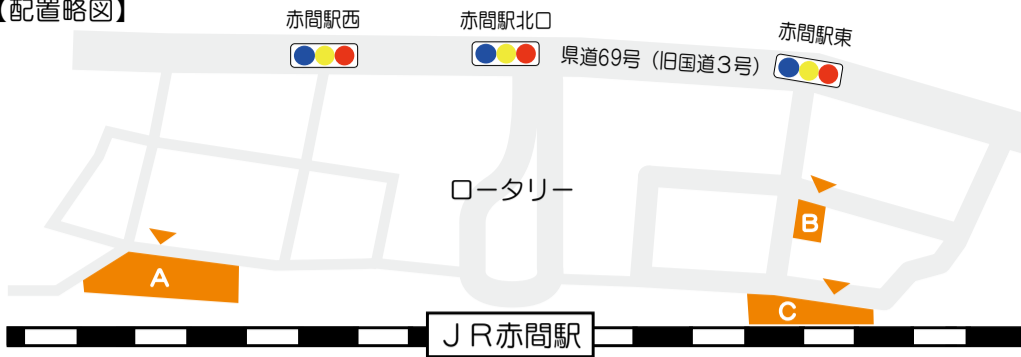 【配置略図】
赤間駅西
赤間駅北口
赤間駅東
県道69号（旧国道3号）
ロータリー
A
B
C
ＪＲ赤間駅